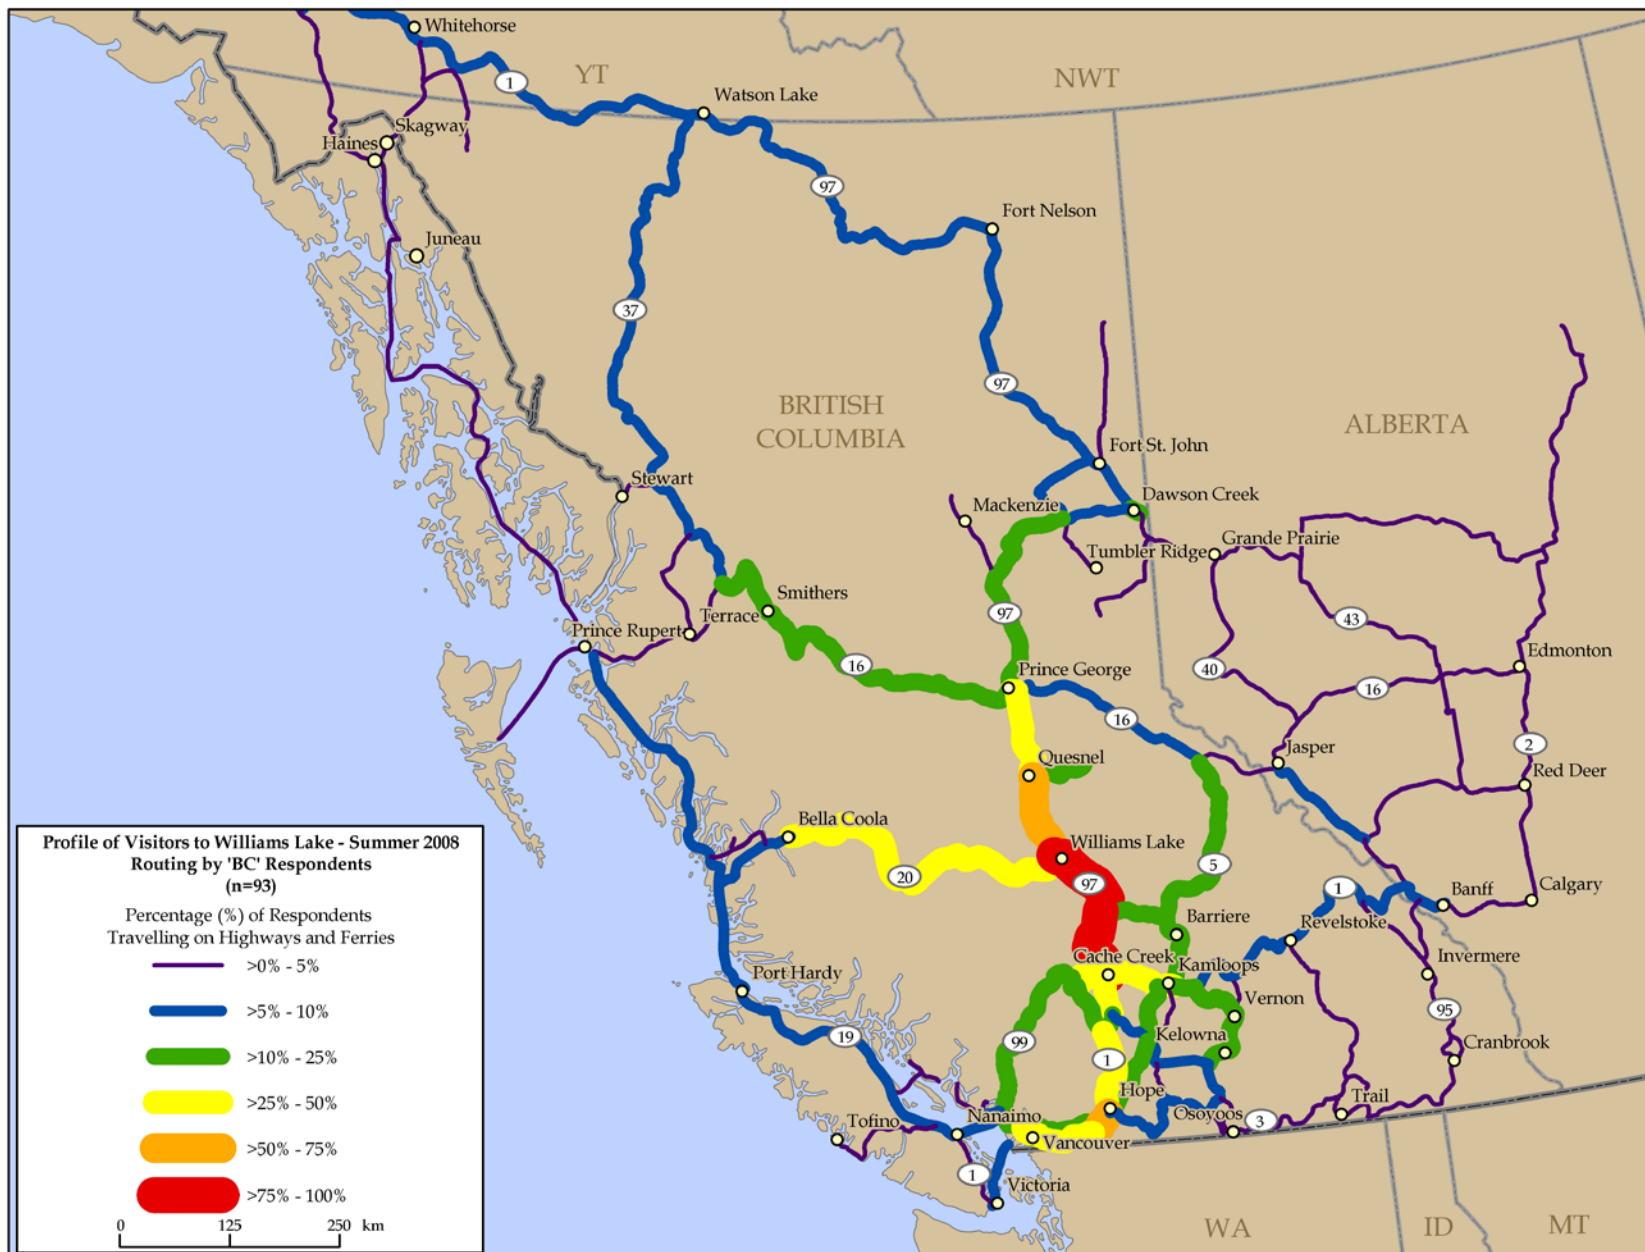 Whitehorse
1
YT
NWT
Watson Lake
Skagway
Haines
97
Fort Nelson
Juneau
37
97
BRITISH
COLUMBIA
ALBERTA
Fort St. John
Stewart
Mackenzie
Dawson Creek
Tumbler Ridge
Grande Prairie
Smithers
97
43
Terrace
Prince Rupert
16
Prince George
40
16
Edmonton
16
Jasper
2
Quesnel
Red Deer
Bella Coola
Williams Lake
20
97
5
1
Banff
Calgary
Barriere
Revelstoke
Cache Creek
Kamloops
Invermere
Port Hardy
Vernon
95
19
99
Kelowna
1
Cranbrook
Hope
Tofino
Nanaimo
Osoyoos
3
Trail
Vancouver
1
Victoria
WA
ID
MT
Profile of Visitors to Williams Lake - Summer 2008
Routing by 'BC' Respondents
(n=93)
Percentage (%) of Respondents
Travelling on Highways and Ferries
>0% - 5%
>5% - 10%
>10% - 25%
>25% - 50%
>50% - 75%
>75% - 100%
0 125 250 km